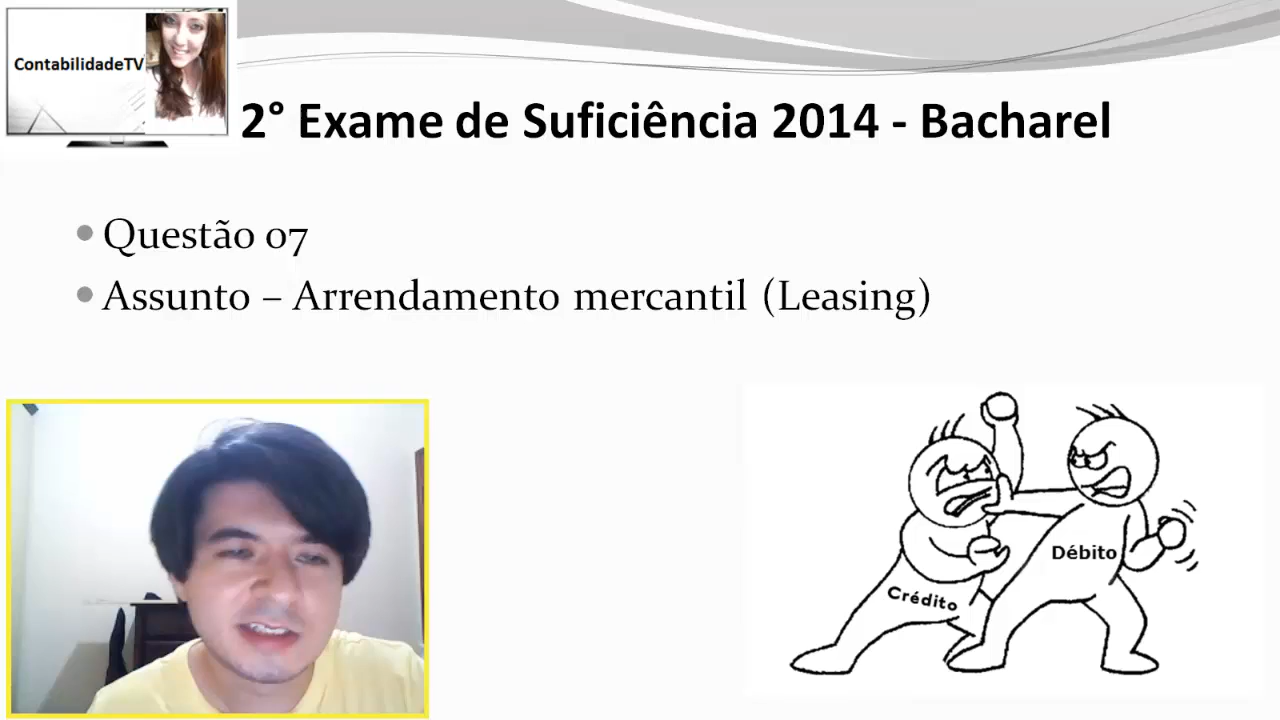 ContabilidadeTV
2° Exame de Suficiência 2014 - Bacharel
Questão 07
Assunto – Arrendamento mercantil (Leasing)
Débito
Crédito